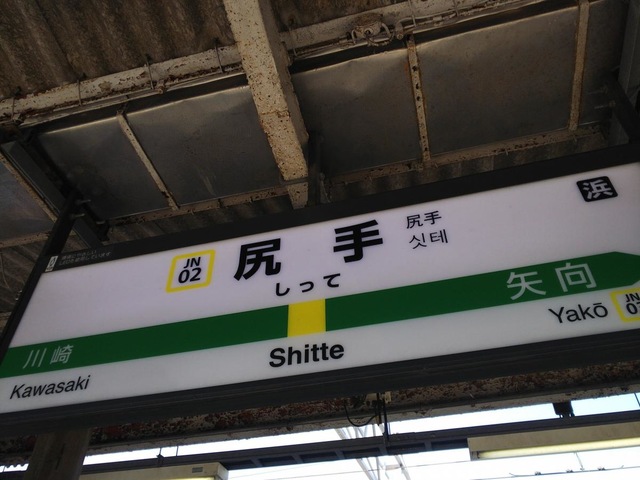 浜
JN
02
尻手
尻手
싯테
しって
川崎
矢向
Kawasaki
Shitte
Yakō
JN